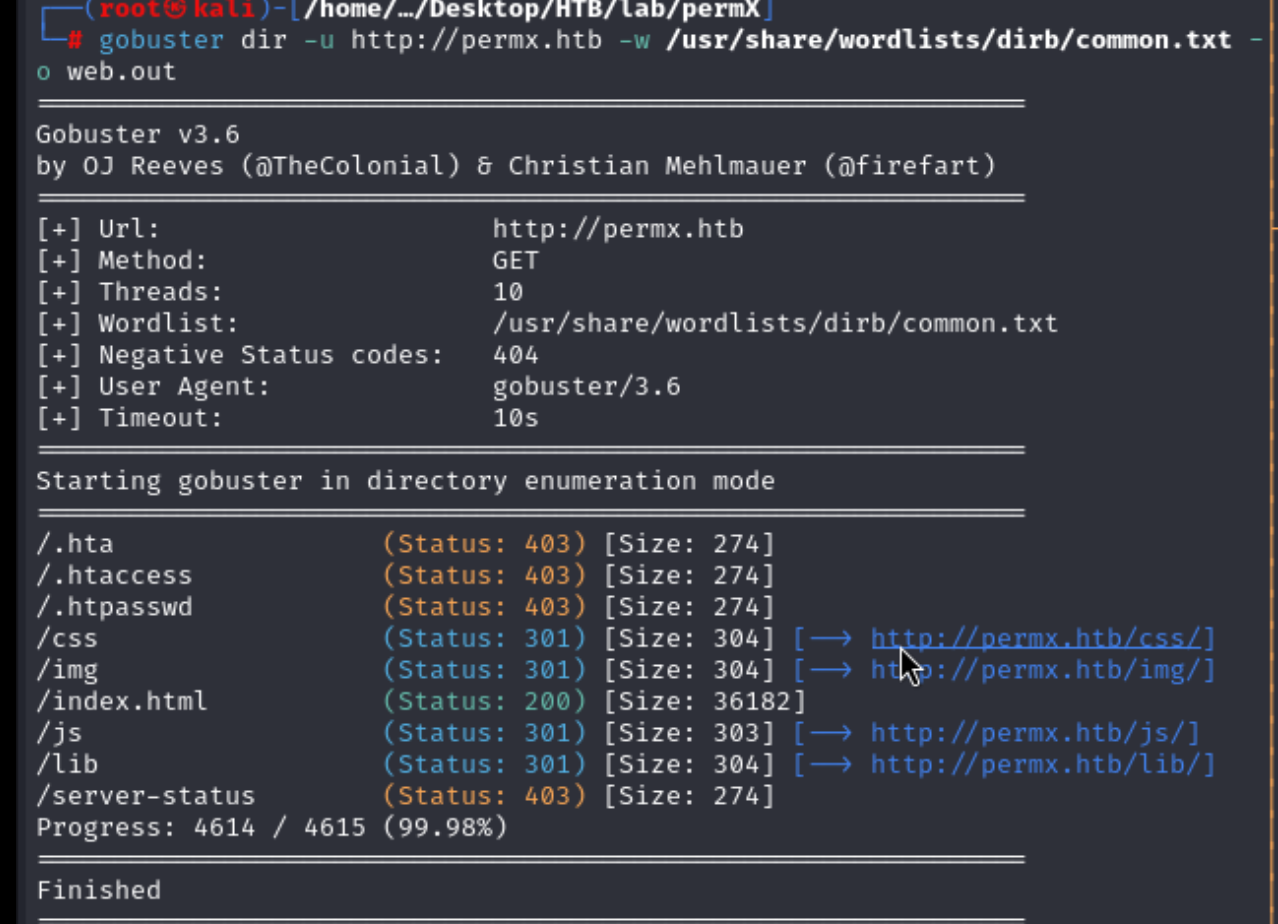 ┌──(root㉿kali)-[/home/…/Desktop/HTB/lab/permX]
└─# gobuster dir -u http://permx.htb -w /usr/share/wordlists/dirb/common.txt -
o web.out
===============================================================
Gobuster v3.6
by OJ Reeves (@TheColonial) & Christian Mehlmauer (@firefart)
===============================================================
[+] Url:                     http://permx.htb
[+] Method:                  GET
[+] Threads:                 10
[+] Wordlist:                /usr/share/wordlists/dirb/common.txt
[+] Negative Status codes:   404
[+] User Agent:              gobuster/3.6
[+] Timeout:                 10s
===============================================================
Starting gobuster in directory enumeration mode
===============================================================
/.hta                 (Status: 403) [Size: 274]
/.htaccess            (Status: 403) [Size: 274]
/.htpasswd            (Status: 403) [Size: 274]
/css                  (Status: 301) [Size: 304] [--> http://permx.htb/css/]
/img                  (Status: 301) [Size: 304] [--> http://permx.htb/img/]
/index.html           (Status: 200) [Size: 36182]
/js                   (Status: 301) [Size: 303] [--> http://permx.htb/js/]
/lib                  (Status: 301) [Size: 304] [--> http://permx.htb/lib/]
/server-status        (Status: 403) [Size: 274]
Progress: 4614 / 4615 (99.98%)
===============================================================
Finished
===============================================================